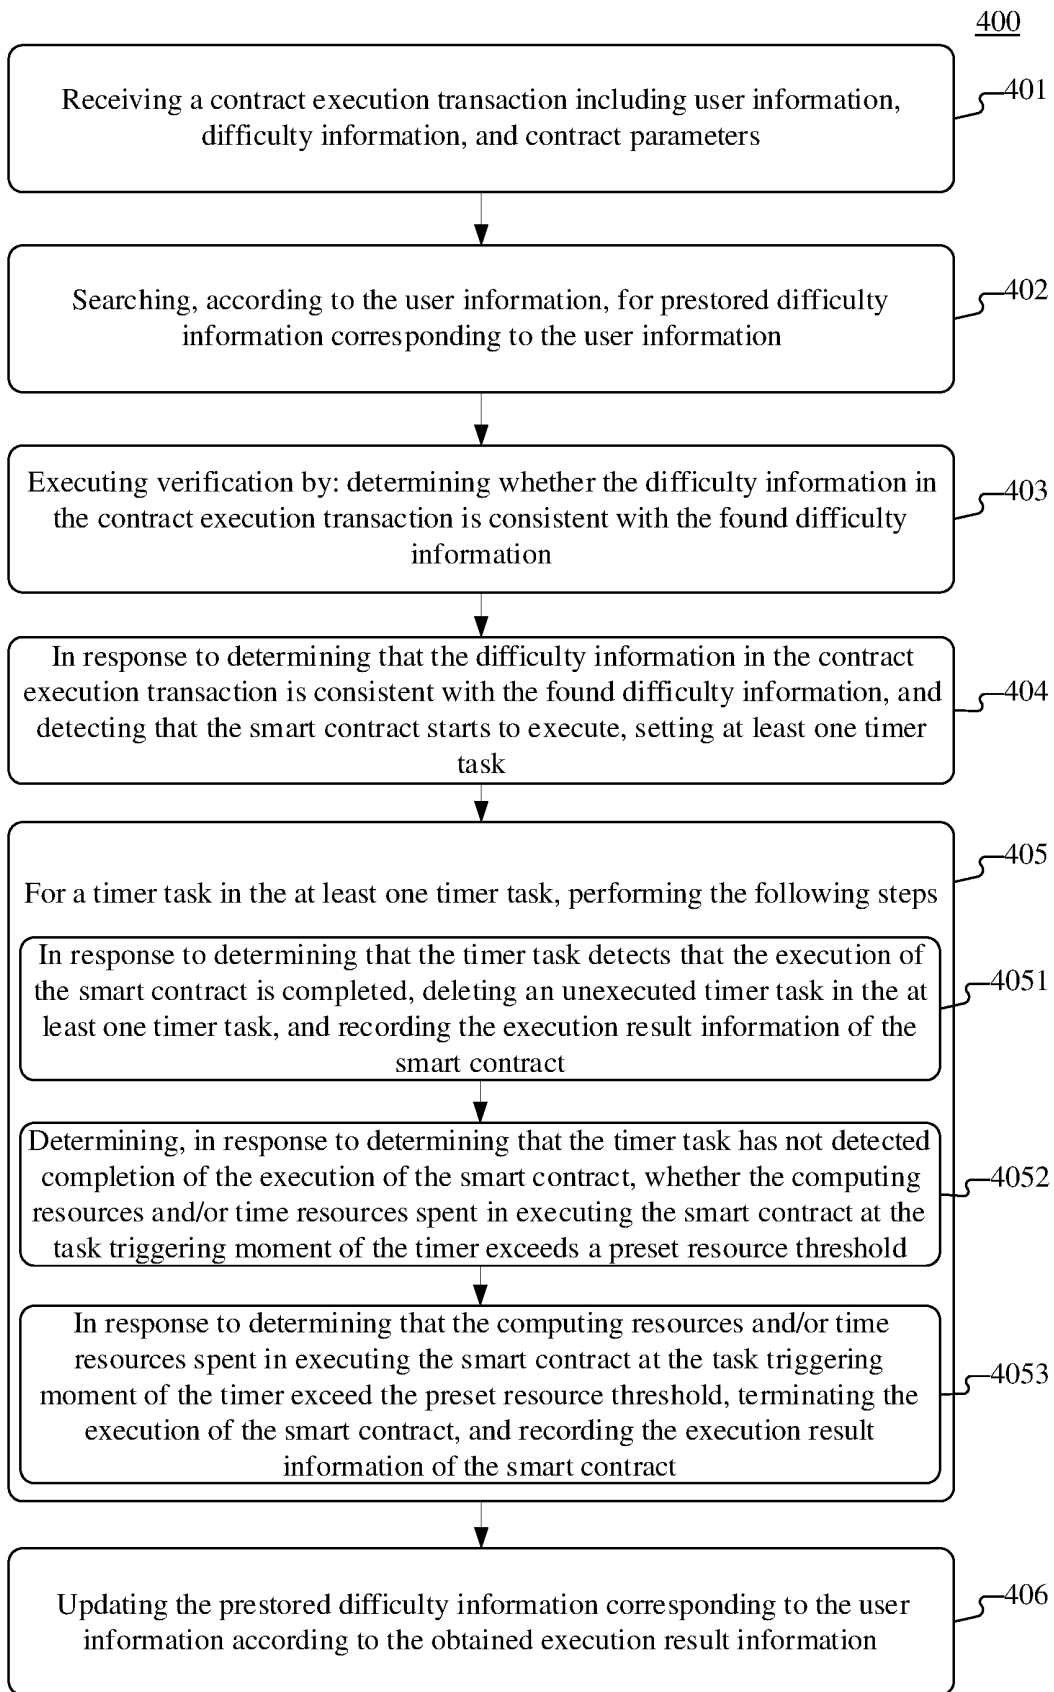 400
Receiving a contract execution transaction including user information,
difficulty information, and contract parameters
401
Searching, according to the user information, for prestored difficulty
information corresponding to the user information
402
Executing verification by: determining whether the difficulty information in
the contract execution transaction is consistent with the found difficulty
information
403
In response to determining that the difficulty information in the contract
execution transaction is consistent with the found difficulty information, and
detecting that the smart contract starts to execute, setting at least one timer
task
404
405
For a timer task in the at least one timer task, performing the following steps
In response to determining that the timer task detects that the execution of
the smart contract is completed, deleting an unexecuted timer task in the at
least one timer task, and recording the execution result information of the
smart contract
4051
Determining, in response to determining that the timer task has not detected
completion of the execution of the smart contract, whether the computing
resources and/or time resources spent in executing the smart contract at the
task triggering moment of the timer exceeds a preset resource threshold
4052
In response to determining that the computing resources and/or time
resources spent in executing the smart contract at the task triggering
moment of the timer exceed the preset resource threshold, terminating the
execution of the smart contract, and recording the execution result
information of the smart contract
4053
Updating the prestored difficulty information corresponding to the user
information according to the obtained execution result information
406